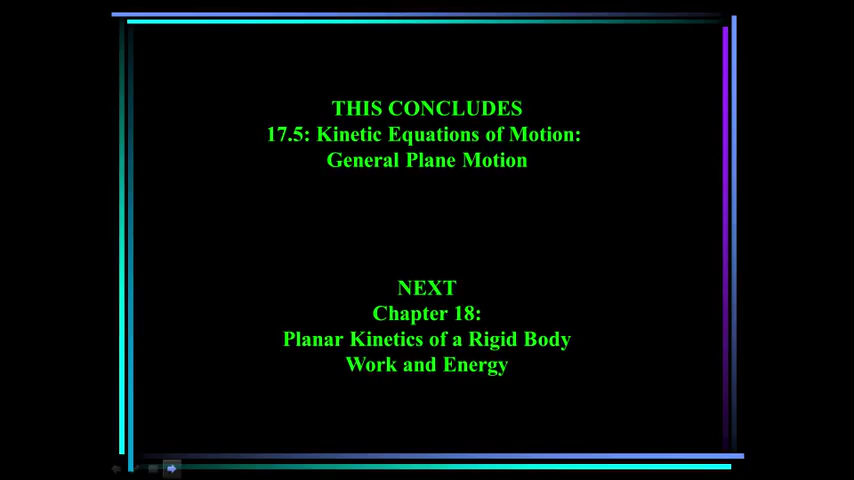 THIS CONCLUDES
17.5: Kinetic Equations of Motion:
General Plane Motion
NEXT
Chapter 18:
Planar Kinetics of a Rigid Body
Work and Energy